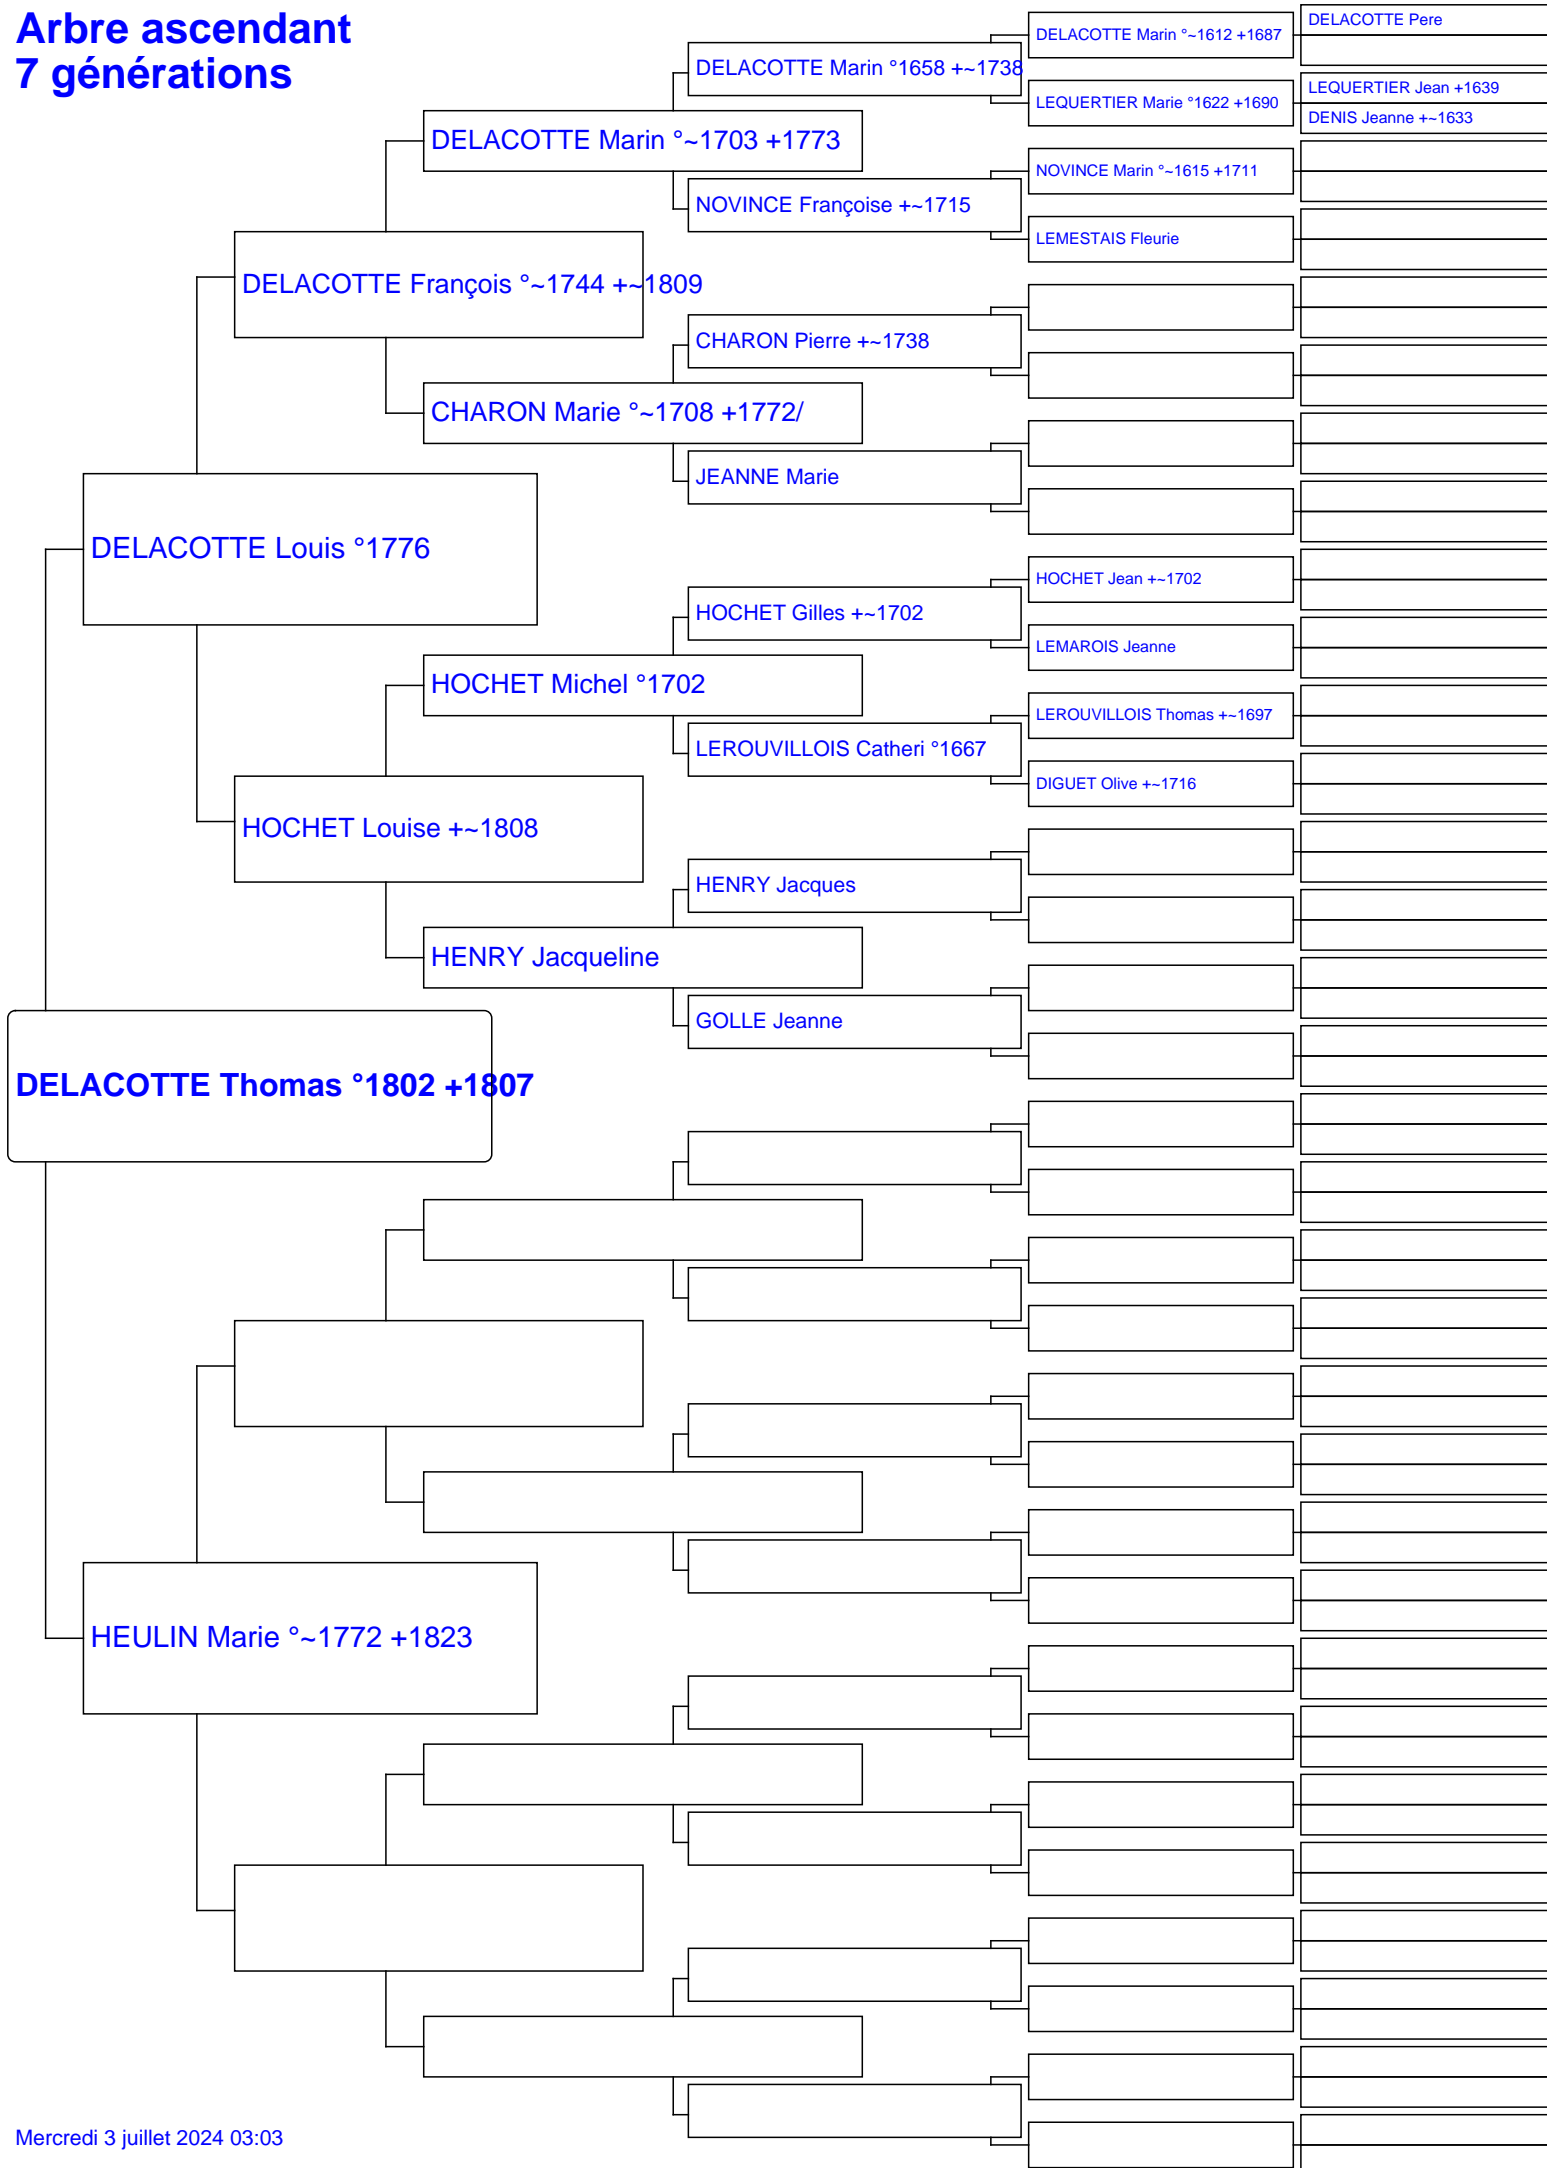 Arbre ascendant
7 générations
DELACOTTE Pere
DELACOTTE Marin °~1612 +1687
DELACOTTE Marin °1658 +~1738
LEQUERTIER Jean +1639
LEQUERTIER Marie °1622 +1690
DENIS Jeanne +~1633
DELACOTTE Marin °~1703 +1773
NOVINCE Marin °~1615 +1711
NOVINCE Françoise +~1715
LEMESTAIS Fleurie
DELACOTTE François °~1744 +~1809
CHARON Pierre +~1738
CHARON Marie °~1708 +1772/
JEANNE Marie
DELACOTTE Louis °1776
HOCHET Jean +~1702
HOCHET Gilles +~1702
LEMAROIS Jeanne
HOCHET Michel °1702
LEROUVILLOIS Thomas +~1697
LEROUVILLOIS Catheri °1667
DIGUET Olive +~1716
HOCHET Louise +~1808
HENRY Jacques
HENRY Jacqueline
GOLLE Jeanne
DELACOTTE Thomas °1802 +1807
HEULIN Marie °~1772 +1823
Mercredi 3 juillet 2024 03:03